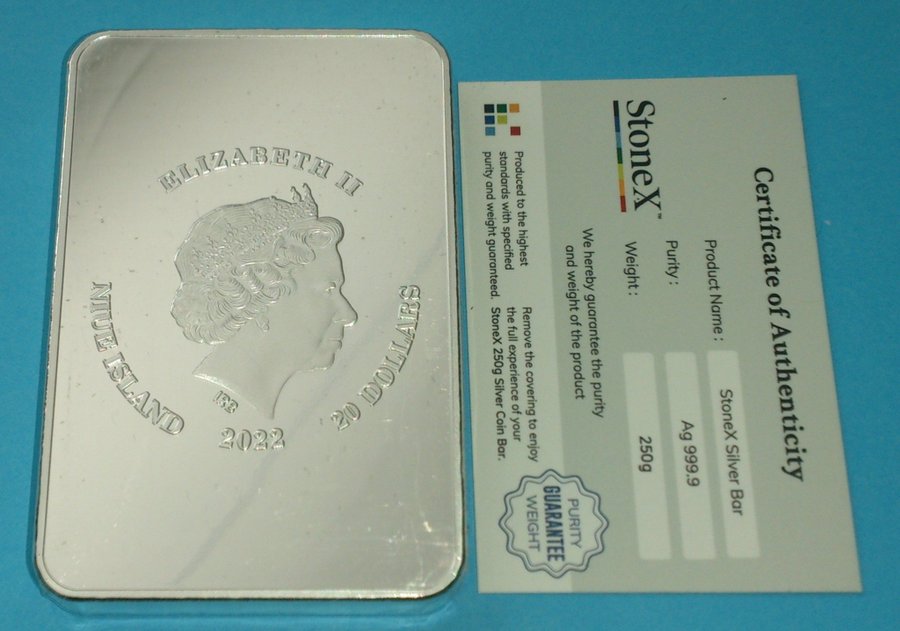 ELIZABETH II
NIUE ISLAND
2022
20 DOLLARS
IRB
Certificate of Authenticity
StoneX™
Product Name : StoneX Silver Bar
Purity : Ag 999.9
Weight : 250g
We hereby guarantee the purity
and weight of the product
Produced to the highest
standards with specified
purity and weight guaranteed.
Remove the covering to enjoy
the full experience of your
StoneX 250g Silver Coin Bar.
PURITY
GUARANTEE
WEIGHT